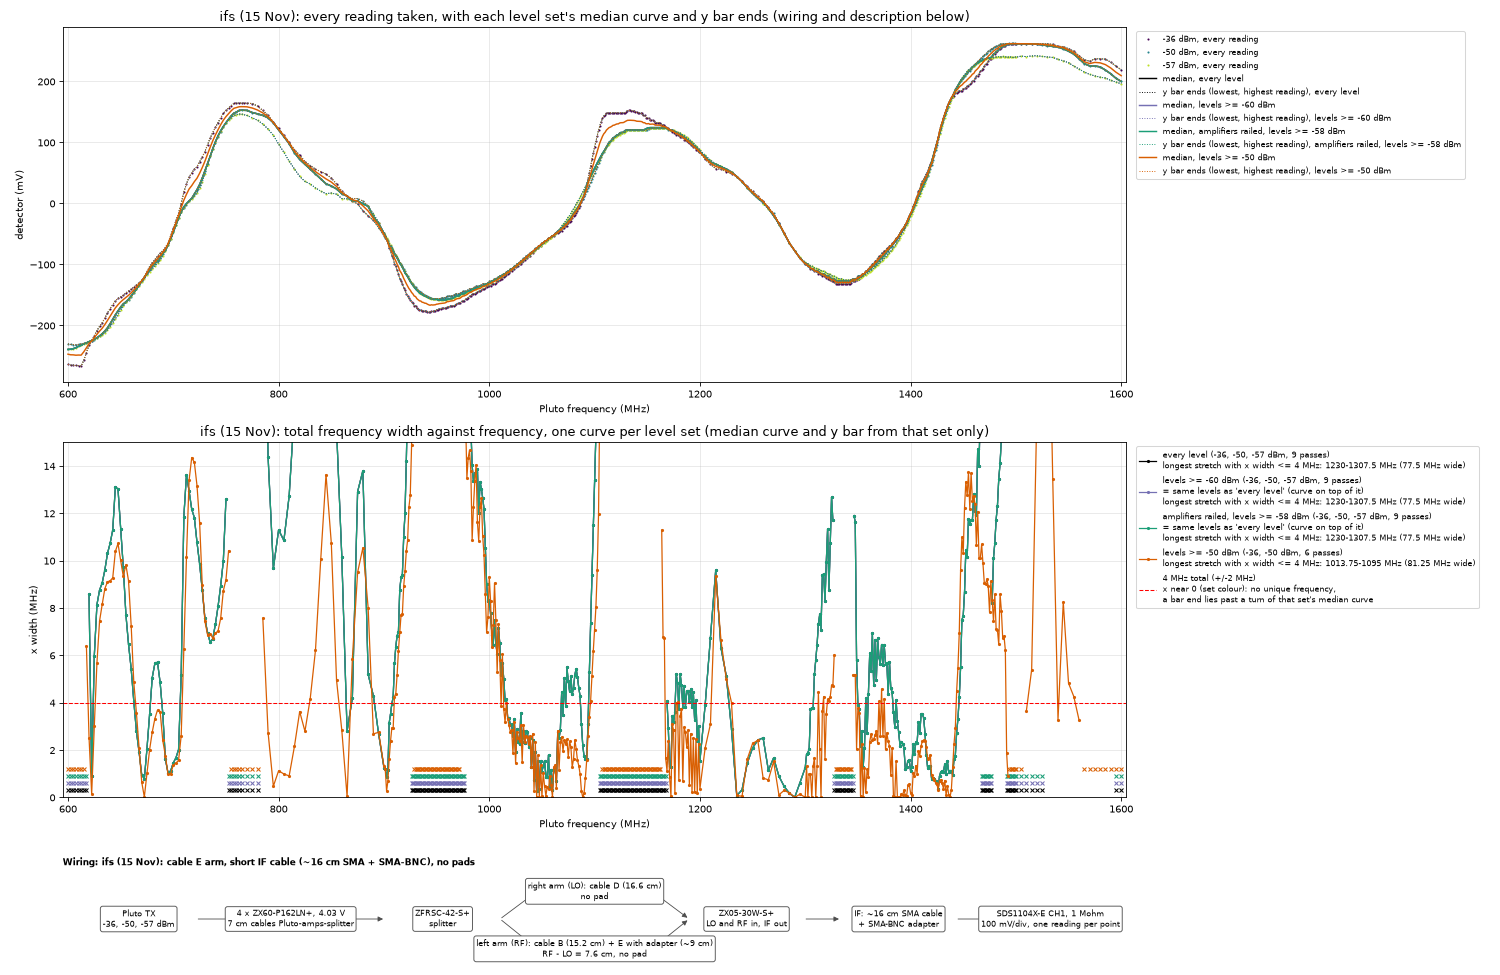 ifs (15 Nov): every reading taken, with each level set's median curve and y bar ends (wiring and description below)
detector (mV)
200
100
0
−100
−200
600
800
1000
1200
1400
1600
Pluto frequency (MHz)
-36 dBm, every reading
-50 dBm, every reading
-57 dBm, every reading
median, every level
y bar ends (lowest, highest reading), every level
median, levels >= -60 dBm
y bar ends (lowest, highest reading), levels >= -60 dBm
median, amplifiers railed, levels >= -58 dBm
y bar ends (lowest, highest reading), amplifiers railed, levels >= -58 dBm
median, levels >= -50 dBm
y bar ends (lowest, highest reading), levels >= -50 dBm
ifs (15 Nov): total frequency width against frequency, one curve per level set (median curve and y bar from that set only)
x width (MHz)
14
12
10
8
6
4
2
0
600
800
1000
1200
1400
1600
Pluto frequency (MHz)
every level (-36, -50, -57 dBm, 9 passes)
longest stretch with x width <= 4 MHz: 1230-1307.5 MHz (77.5 MHz wide)
levels >= -60 dBm (-36, -50, -57 dBm, 9 passes)
= same levels as 'every level' (curve on top of it)
longest stretch with x width <= 4 MHz: 1230-1307.5 MHz (77.5 MHz wide)
amplifiers railed, levels >= -58 dBm (-36, -50, -57 dBm, 9 passes)
= same levels as 'every level' (curve on top of it)
longest stretch with x width <= 4 MHz: 1230-1307.5 MHz (77.5 MHz wide)
levels >= -50 dBm (-36, -50 dBm, 6 passes)
longest stretch with x width <= 4 MHz: 1013.75-1095 MHz (81.25 MHz wide)
4 MHz total (+/-2 MHz)
x near 0 (set colour): no unique frequency,
a bar end lies past a turn of that set's median curve
Wiring: ifs (15 Nov): cable E arm, short IF cable (~16 cm SMA + SMA-BNC), no pads
Pluto TX
-36, -50, -57 dBm
4 x ZX60-P162LN+, 4.03 V
7 cm cables Pluto-amps-splitter
ZFRSC-42-S+
splitter
right arm (LO): cable D (16.6 cm)
no pad
left arm (RF): cable B (15.2 cm) + E with adapter (~9 cm)
RF - LO = 7.6 cm, no pad
ZX05-30W-S+
LO and RF in, IF out
IF: ~16 cm SMA cable
+ SMA-BNC adapter
SDS1104X-E CH1, 1 Mohm
100 mV/div, one reading per point